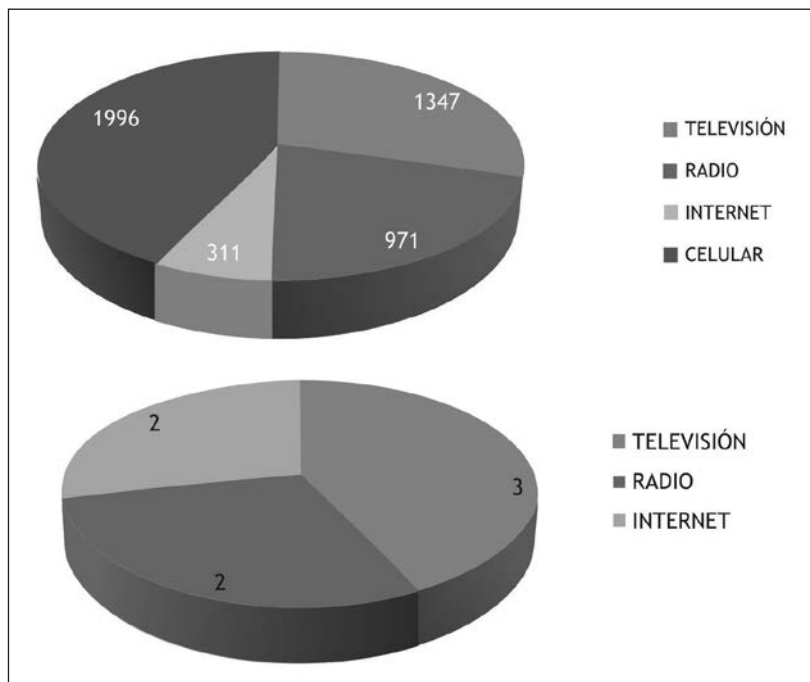 1996
1347
311
971
TELEVISIÓN
RADIO
INTERNET
CELULAR
2
3
2
TELEVISIÓN
RADIO
INTERNET